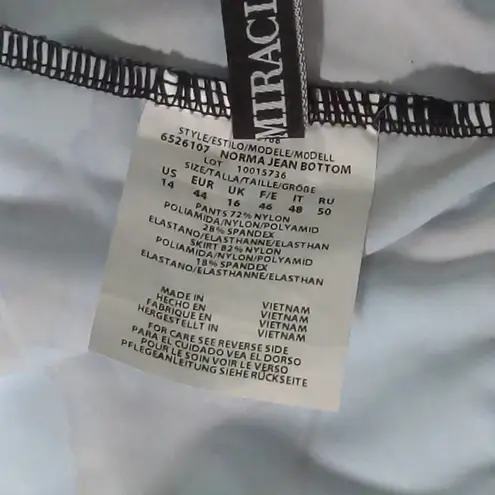 MIRACL
08
STYLE/ESTILO/MODELE/MODELL
6526107 NORMA JEAN BOTTOM
LOT 10015736
SIZE/TALLA/TAILLE/GRÖBE
US EUR UK F/E IT RU
14 44 16 46 48 50
PANTS 72% NYLON
POLIAMIDA/NYLON/POLYAMID
28% SPANDEX
ELASTANO/ELASTHANNE/ELASTHAN
SKIRT 82% NYLON
POLIAMIDA/NYLON/POLYAMID
18% SPANDEX
ELASTANO/ELASTHANNE/ELASTHAN
MADE IN VIETNAM
HECHO EN VIETNAM
FABRIQUE EN VIETNAM
HERGESTELLT IN VIETNAM
FOR CARE SEE REVERSE SIDE
PARA EL CUIDADO VEA EL DORSO
POUR LE SOIN VOIR LE VERSO
PFLEGEANLEITUNG SIEHE RÜCKSEITE